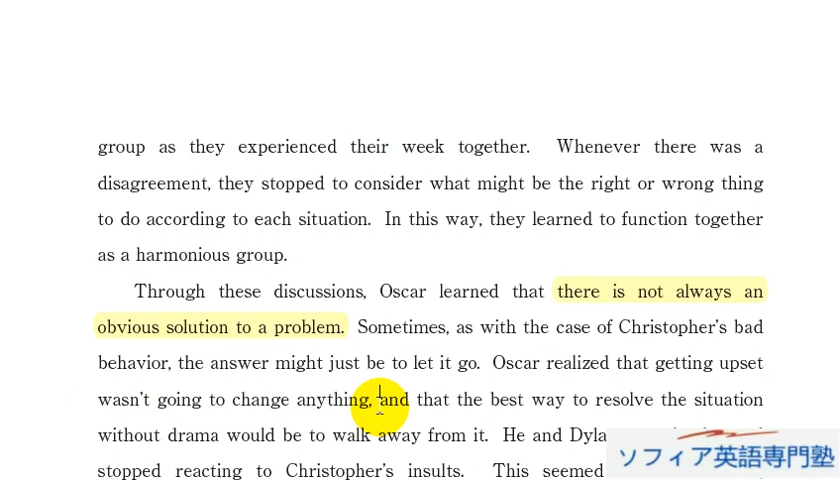 group as they experienced their week together. Whenever there was a
disagreement, they stopped to consider what might be the right or wrong thing
to do according to each situation. In this way, they learned to function together
as a harmonious group.
Through these discussions, Oscar learned that there is not always an
obvious solution to a problem. Sometimes, as with the case of Christopher's bad
behavior, the answer might just be to let it go. Oscar realized that getting upset
wasn't going to change anything, and that the best way to resolve the situation
without drama would be to walk away from it. He and
stopped reacting to Christopher's insults. This seemed
ソフィア英語専門塾